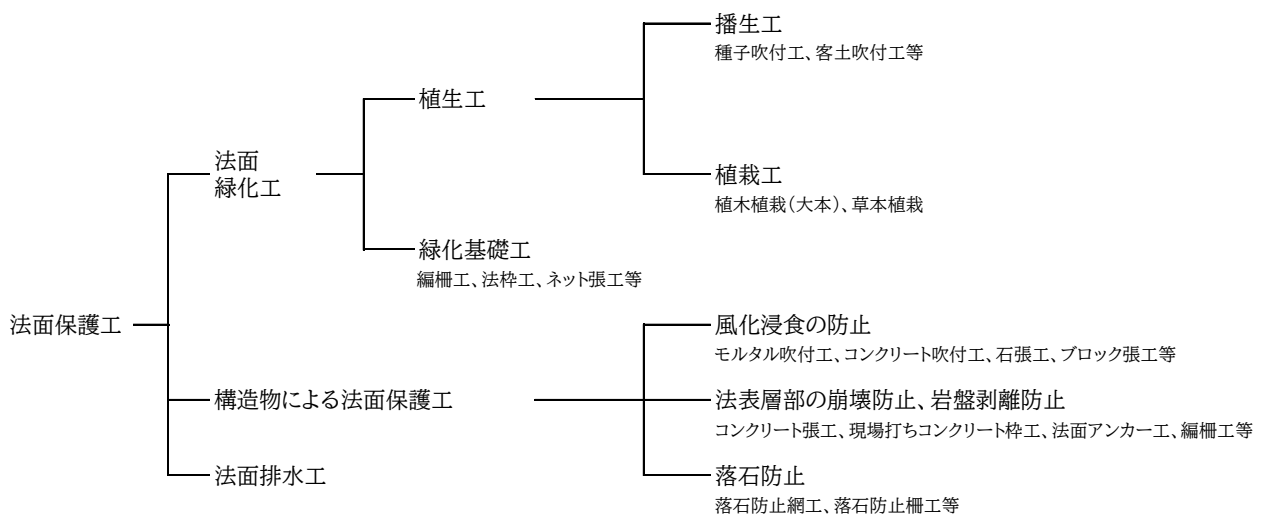 播生工
種子吹付工、客土吹付工等
植生工
法面
緑化工
植栽工
植木植栽(大本)、草本植栽
緑化基礎工
編柵工、法枠工、ネット張工等
法面保護工
風化浸食の防止
モルタル吹付工、コンクリート吹付工、石張工、ブロック張工等
構造物による法面保護工
法表層部の崩壊防止、岩盤剥離防止
コンクリート張工、現場打ちコンクリート枠工、法面アンカー工、編柵工等
法面排水工
落石防止
落石防止網工、落石防止柵工等